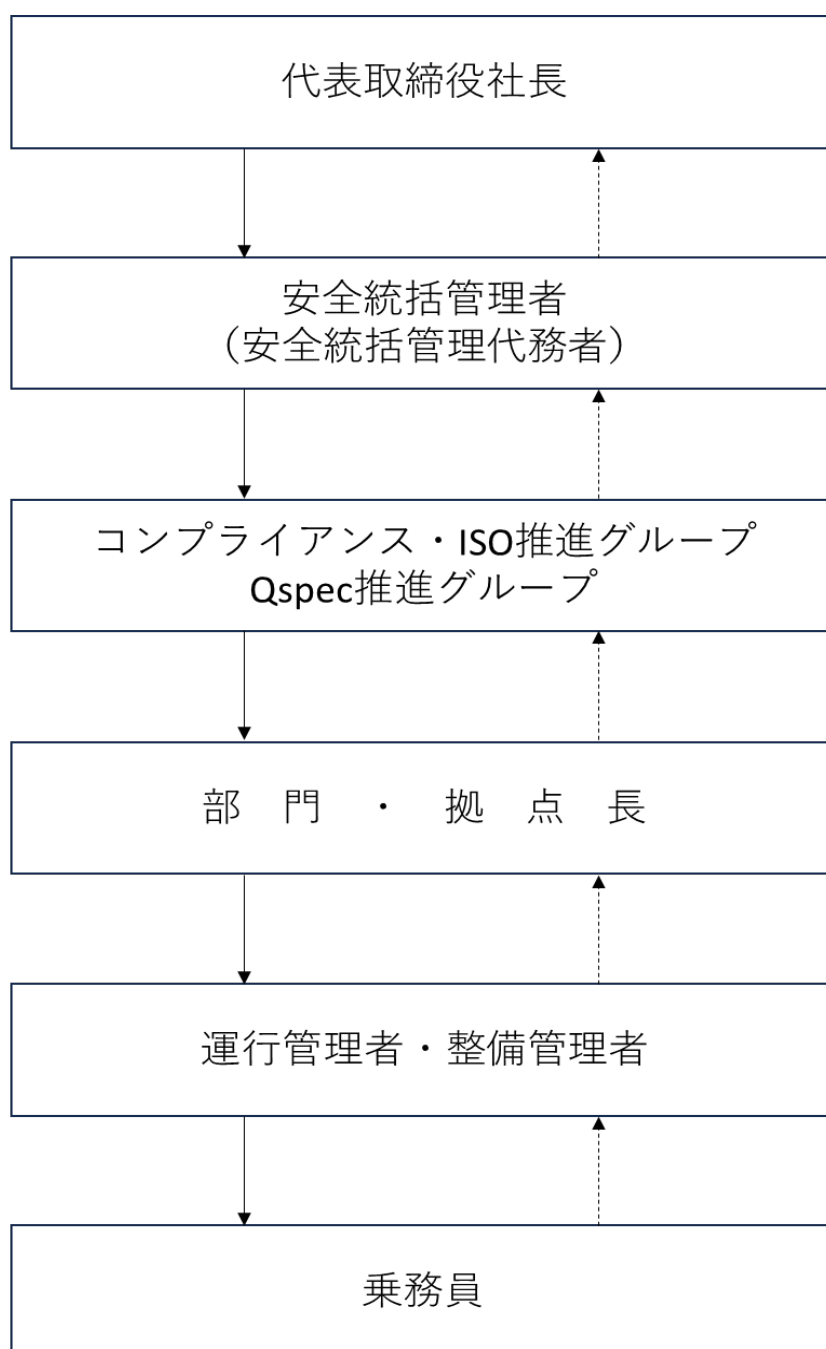 代表取締役社長
安全統括管理者
（安全統括管理代務者）
コンプライアンス・ISO推進グループ
Qspec推進グループ
部　門　・　拠　点　長
運行管理者・整備管理者
乗務員